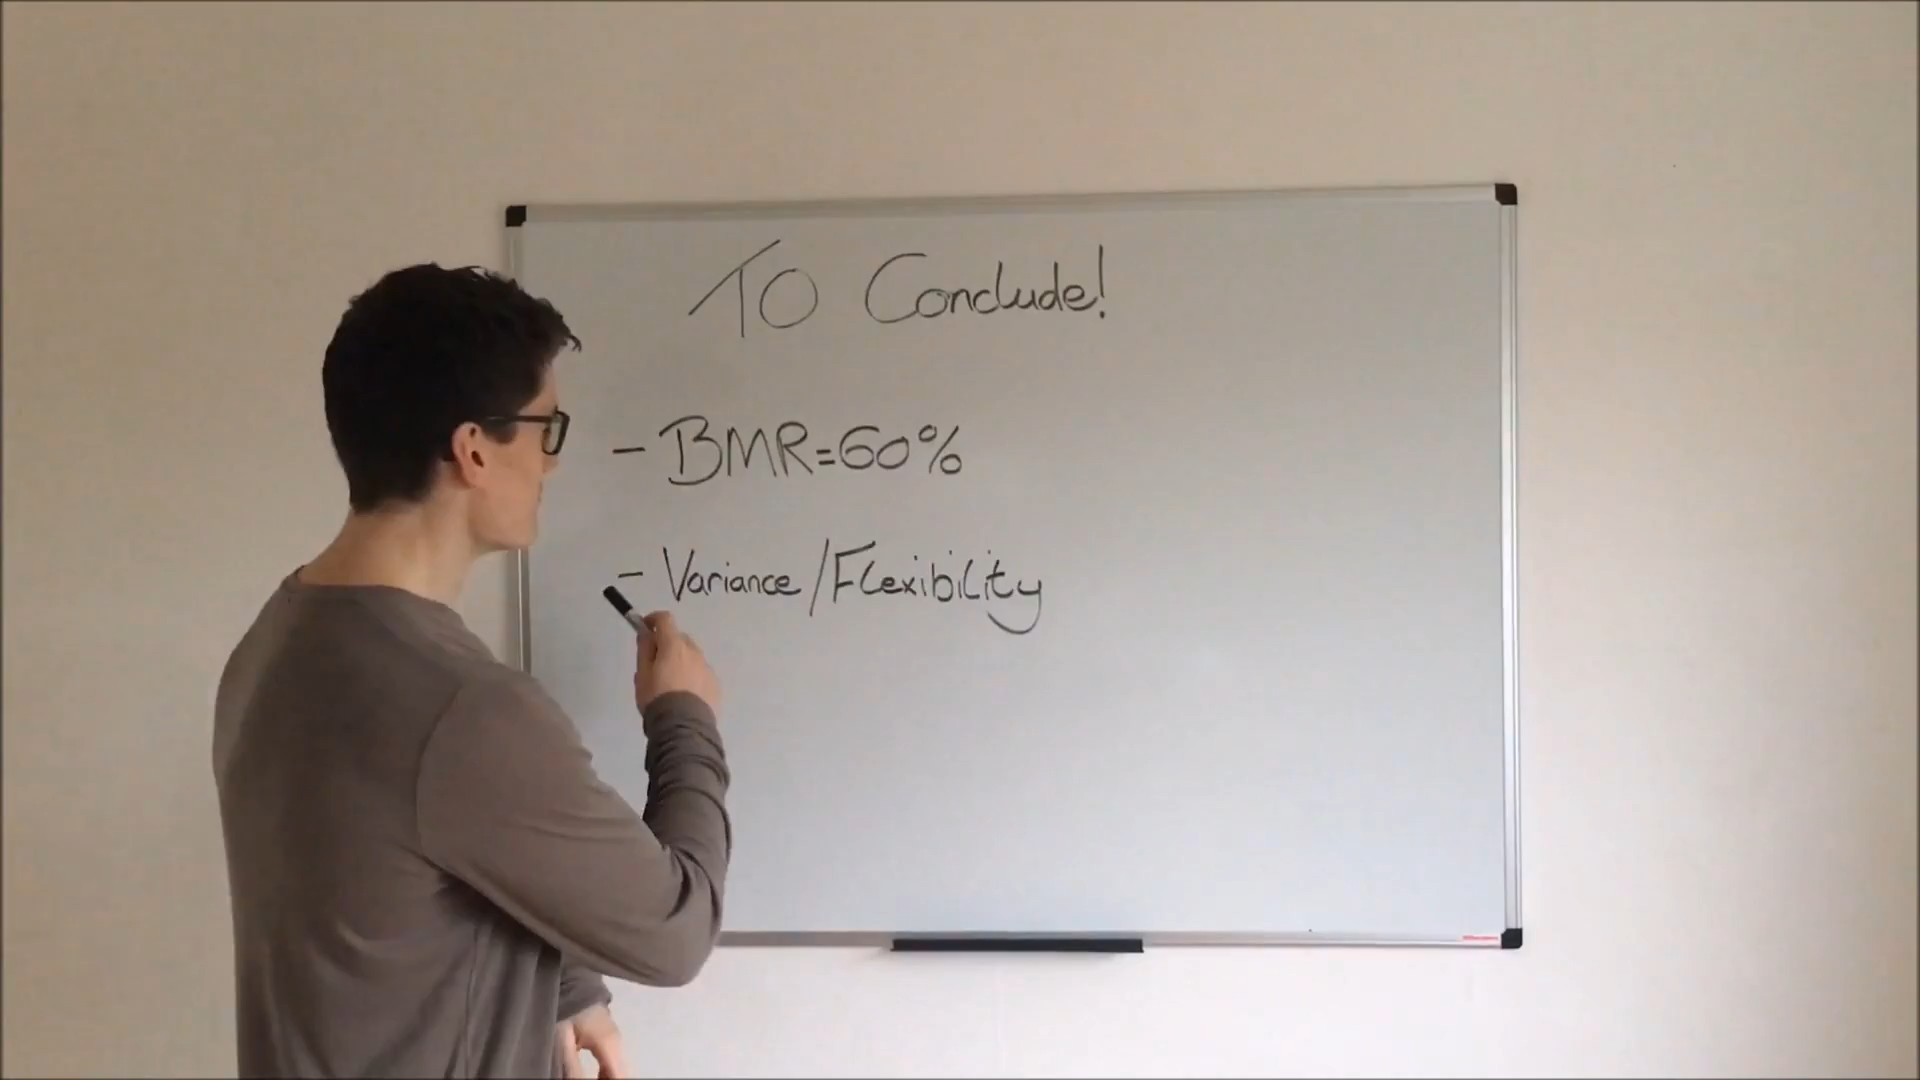 TO Conclude!
- BMR=60%
- Variance/Flexibility